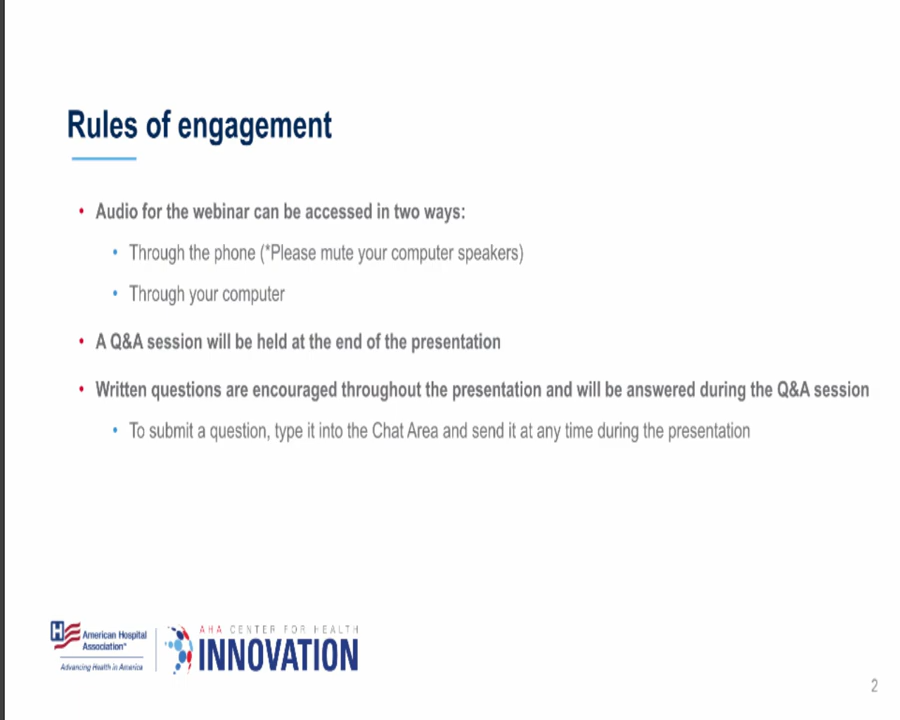 Rules of engagement
• Audio for the webinar can be accessed in two ways:
• Through the phone (*Please mute your computer speakers)
• Through your computer
• A Q&A session will be held at the end of the presentation
• Written questions are encouraged throughout the presentation and will be answered during the Q&A session
• To submit a question, type it into the Chat Area and send it at any time during the presentation
H
American Hospital
Association®
Advancing Health in America
AHA CENTER FOR HEALTH
INNOVATION
2